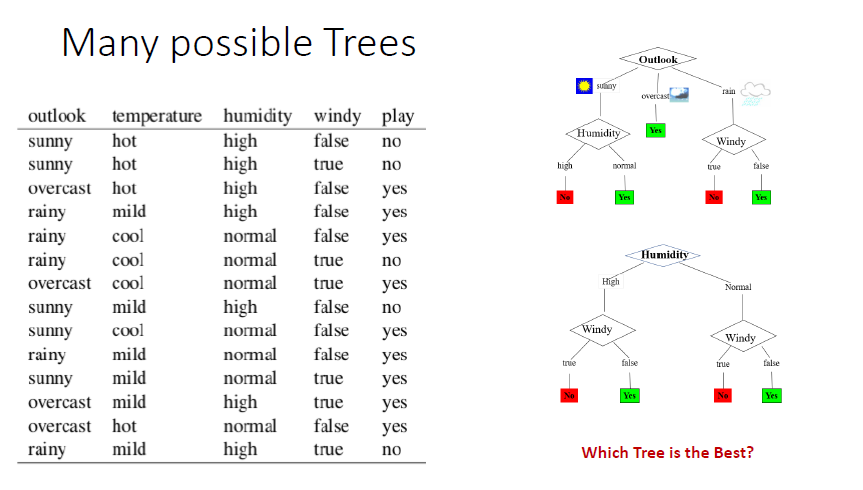 Many possible Trees
outlook temperature humidity windy play
sunny hot high false no
sunny hot high true no
overcast hot high false yes
rainy mild high false yes
rainy cool normal false yes
rainy cool normal true no
overcast cool normal true yes
sunny mild high false no
sunny cool normal false yes
rainy mild normal false yes
sunny mild normal true yes
overcast mild high true yes
overcast hot normal false yes
rainy mild high true no
Outlook
sunny overcast rain
Humidity Yes Windy
high normal true false
No Yes No Yes
Humidity
High Normal
Windy Windy
true false true false
No Yes No Yes
Which Tree is the Best?